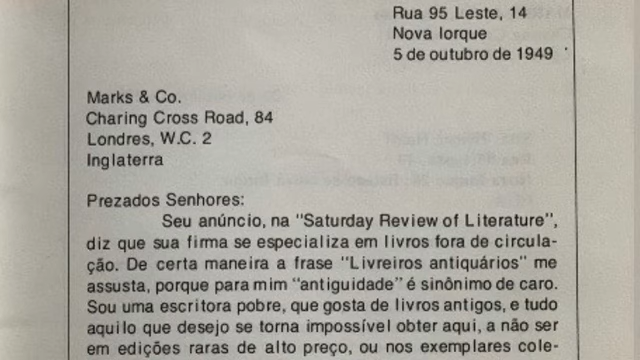 Rua 95 Leste, 14
Nova Iorque
5 de outubro de 1949
Marks & Co.
Charing Cross Road, 84
Londres, W.C. 2
Inglaterra
Prezados Senhores:
Seu anúncio, na "Saturday Review of Literature",
diz que sua firma se especializa em livros fora de circula-
ção. De certa maneira a frase "Livreiros antiquários" me
assusta, porque para mim "antiguidade" é sinônimo de caro.
Sou uma escritora pobre, que gosta de livros antigos, e tudo
aquilo que desejo se torna impossível obter aqui, a não ser
em edições raras de alto preço, ou nos exemplares cole-